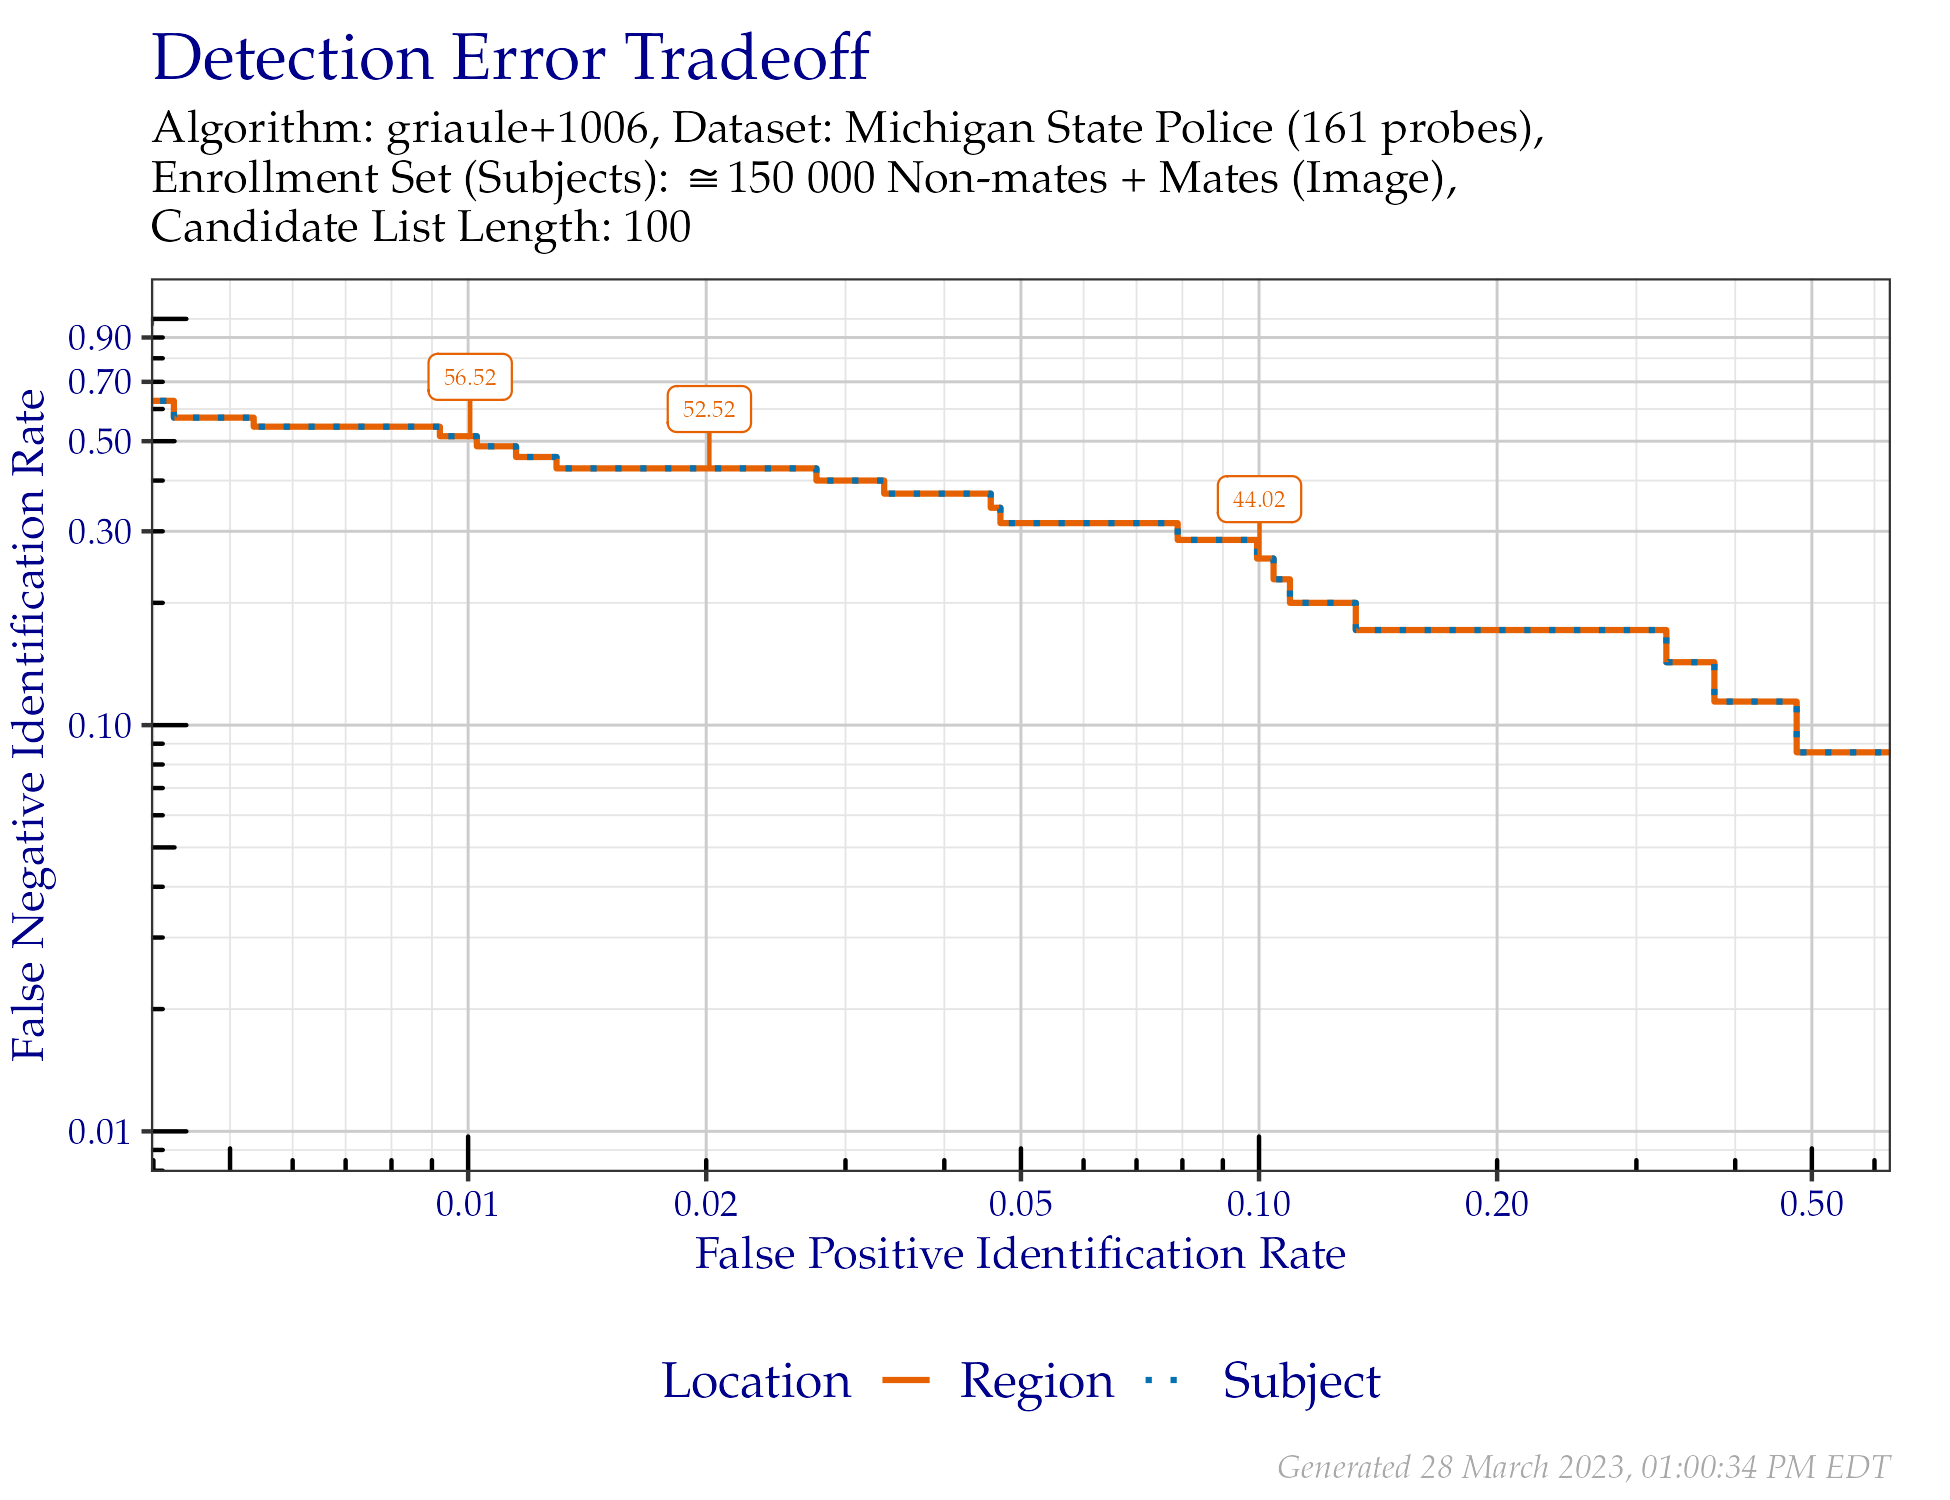 Detection Error Tradeoff
Algorithm: griaule+1006, Dataset: Michigan State Police (161 probes),
Enrollment Set (Subjects): ≅ 150 000 Non-mates + Mates (Image),
Candidate List Length: 100
False Negative Identification Rate
0.90
0.70
0.50
0.30
0.10
0.01
56.52
52.52
44.02
0.01 0.02 0.05 0.10 0.20 0.50
False Positive Identification Rate
Location Region Subject
Generated 28 March 2023, 01:00:34 PM EDT